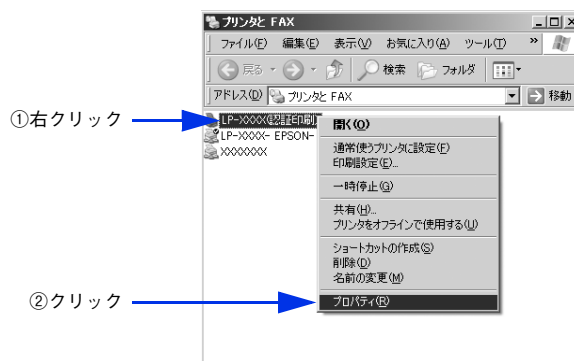 プリンタと FAX
ファイル(F) 編集(E) 表示(V) お気に入り(A) ツール(T) »
戻る 検索 フォルダ
アドレス(D) プリンタと FAX 移動
①右クリック
LP-XXXX(認証印刷
LP-XXXX- EPSON-
XXXXXXX
開く(O)
通常使うプリンタに設定(F)
印刷設定(E)...
一時停止(G)
共有(H)...
プリンタをオフラインで使用する(U)
ショートカットの作成(S)
削除(D)
名前の変更(M)
②クリック
プロパティ(R)